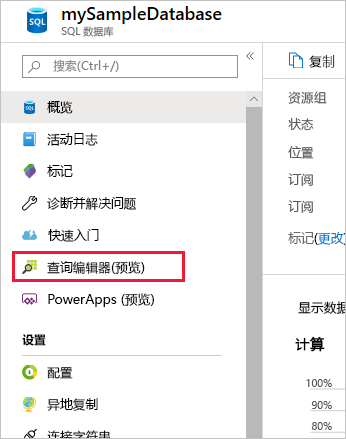 mySampleDatabase
SQL 数据库
搜索(Ctrl+/)
概览
活动日志
标记
诊断并解决问题
快速入门
查询编辑器(预览)
PowerApps (预览)
设置
配置
异地复制
连接字符串
复制
资源组
状态
位置
订阅
订阅
标记(更改)
显示数据
计算
100%
90%
80%